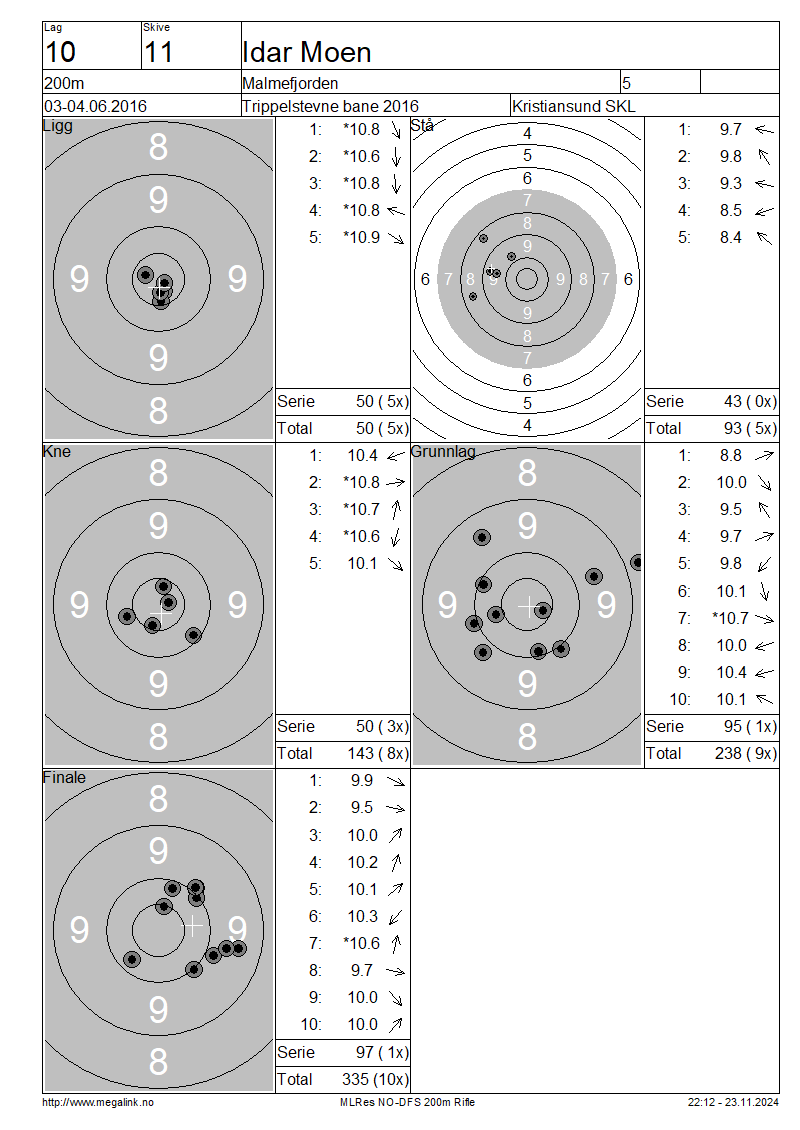 Lag
Skive
10
11
Idar Moen
200m
Malmefjorden
5
03-04.06.2016
Trippelstevne bane 2016
Kristiansund SKL
Ligg
8
9
9 9
9
8
1: *10.8
2: *10.6
3: *10.8
4: *10.8
5: *10.9
Serie 50 ( 5x)
Total 50 ( 5x)
Stå
4
5
6
7
8
9
6 7 8 9 9 8 7 6
9
8
7
6
5
4
1: 9.7
2: 9.8
3: 9.3
4: 8.5
5: 8.4
Serie 43 ( 0x)
Total 93 ( 5x)
Kne
8
9
9 9
9
8
1: 10.4
2: *10.8
3: *10.7
4: *10.6
5: 10.1
Serie 50 ( 3x)
Total 143 ( 8x)
Grunnlag
8
9
9 9
9
8
1: 8.8
2: 10.0
3: 9.5
4: 9.7
5: 9.8
6: 10.1
7: *10.7
8: 10.0
9: 10.4
10: 10.1
Serie 95 ( 1x)
Total 238 ( 9x)
Finale
8
9
9 9
9
8
1: 9.9
2: 9.5
3: 10.0
4: 10.2
5: 10.1
6: 10.3
7: *10.6
8: 9.7
9: 10.0
10: 10.0
Serie 97 ( 1x)
Total 335 (10x)
http://www.megalink.no
MLRes NO-DFS 200m Rifle
22:12 - 23.11.2024